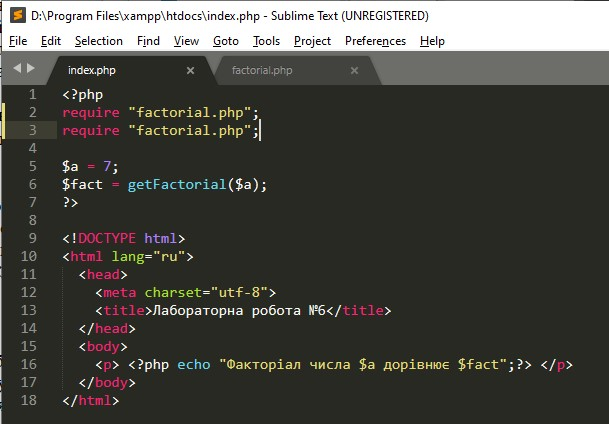 D:\Program Files\xampp\htdocs\index.php - Sublime Text (UNREGISTERED)
File Edit Selection Find View Goto Tools Project Preferences Help
index.php × factorial.php ×
1 <?php
2 require "factorial.php";
3 require "factorial.php";
4
5 $a = 7;
6 $fact = getFactorial($a);
7 ?>
8
9 <!DOCTYPE html>
10 <html lang="ru">
11 <head>
12 <meta charset="utf-8">
13 <title>Лабораторна робота №6</title>
14 </head>
15 <body>
16 <p> <?php echo "Факторіал числа $a дорівнює $fact";?> </p>
17 </body>
18 </html>